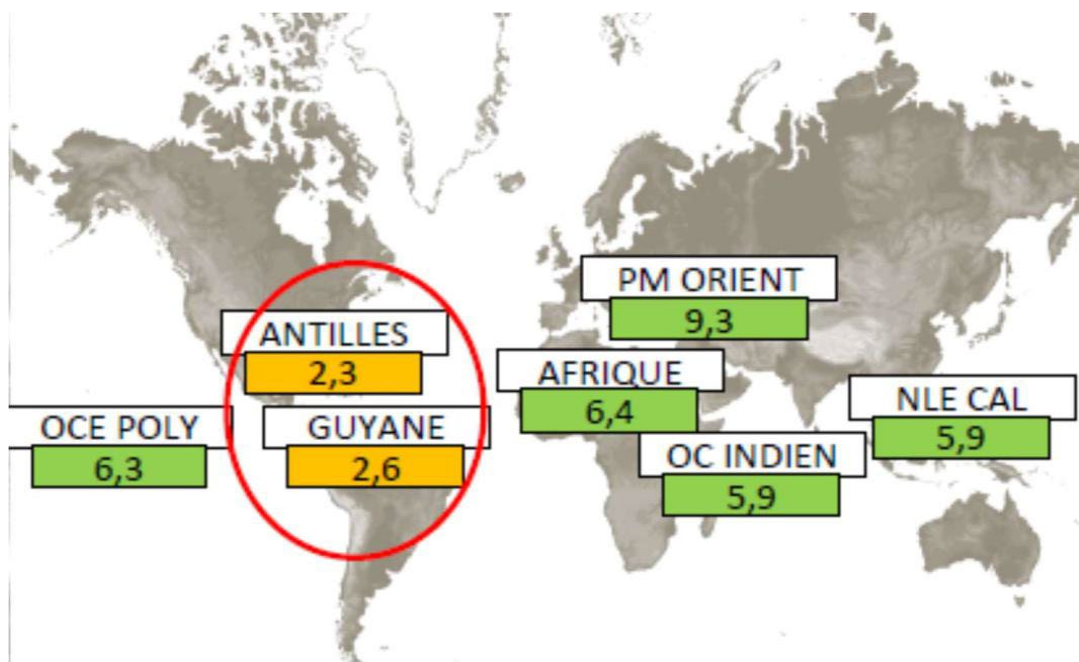 PM ORIENT
9,3
ANTILLES
2,3
AFRIQUE
6,4
NLE CAL
5,9
OCE POLY
6,3
GUYANE
2,6
OC INDIEN
5,9